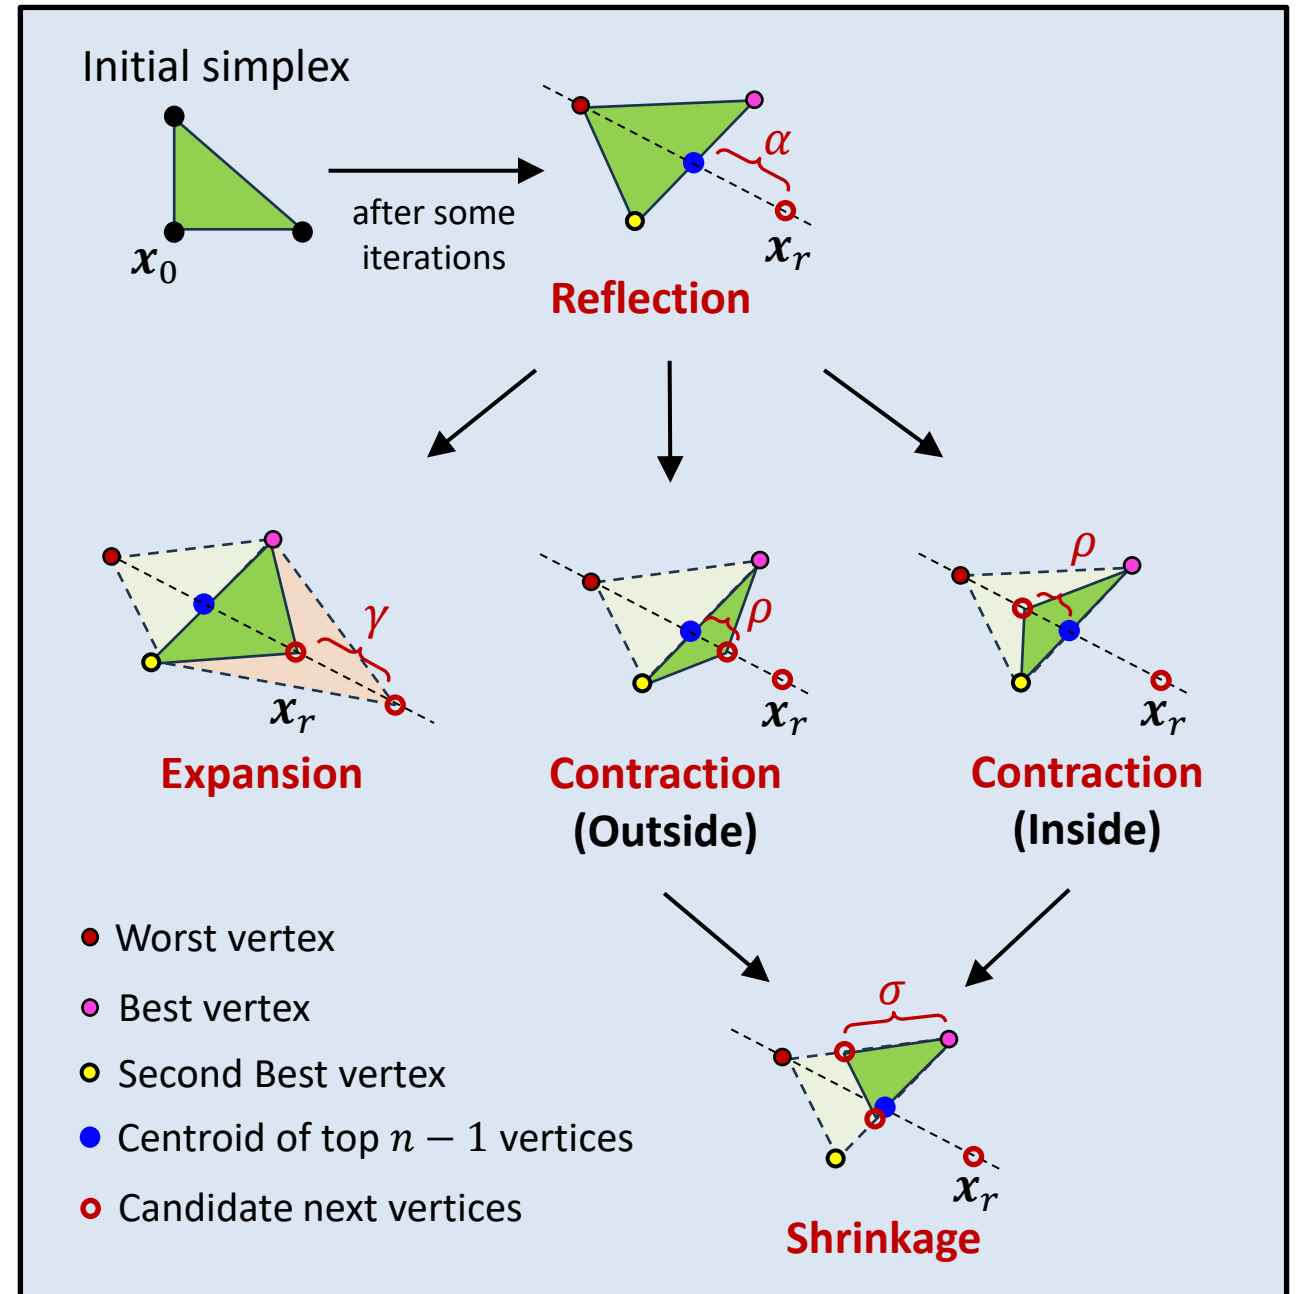 Initial simplex
x₀
after some
iterations
α
xᵣ
Reflection
γ
xᵣ
Expansion
ρ
xᵣ
Contraction
(Outside)
ρ
xᵣ
Contraction
(Inside)
Worst vertex
Best vertex
Second Best vertex
Centroid of top n − 1 vertices
Candidate next vertices
σ
xᵣ
Shrinkage